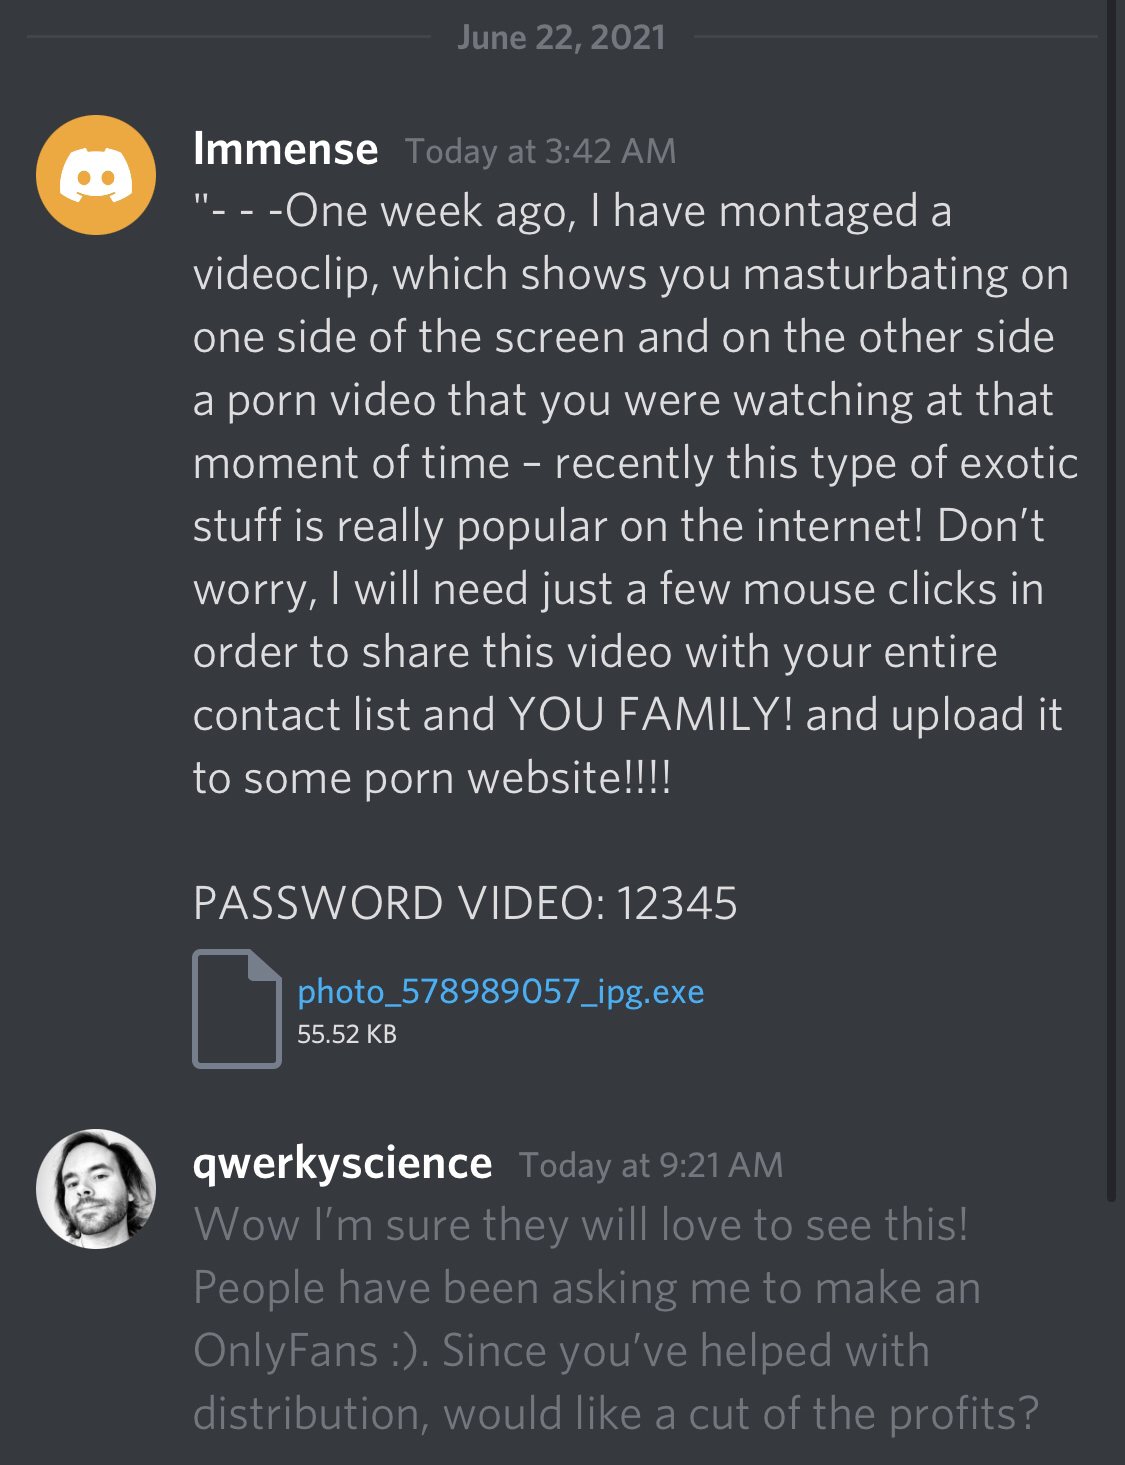 June 22, 2021
Immense Today at 3:42 AM
"- - -One week ago, I have montaged a
videoclip, which shows you masturbating on
one side of the screen and on the other side
a porn video that you were watching at that
moment of time – recently this type of exotic
stuff is really popular on the internet! Don’t
worry, I will need just a few mouse clicks in
order to share this video with your entire
contact list and YOU FAMILY! and upload it
to some porn website!!!!
PASSWORD VIDEO: 12345
photo_578989057_ipg.exe
55.52 KB
qwerkyscience Today at 9:21 AM
Wow I’m sure they will love to see this!
People have been asking me to make an
OnlyFans :). Since you’ve helped with
distribution, would like a cut of the profits?